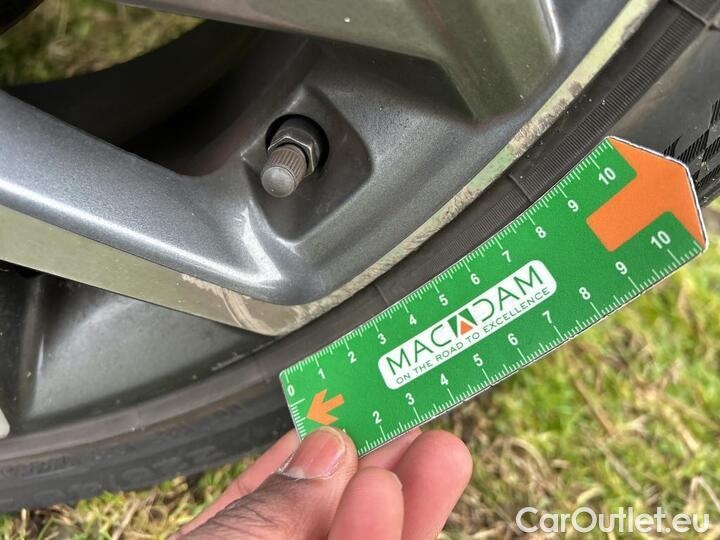 0 1 2 3 4 5 6 7 8 9 10
MACADAM
ON THE ROAD TO EXCELLENCE
2 3 4 5 6 7 8 9 10
CarOutlet.eu